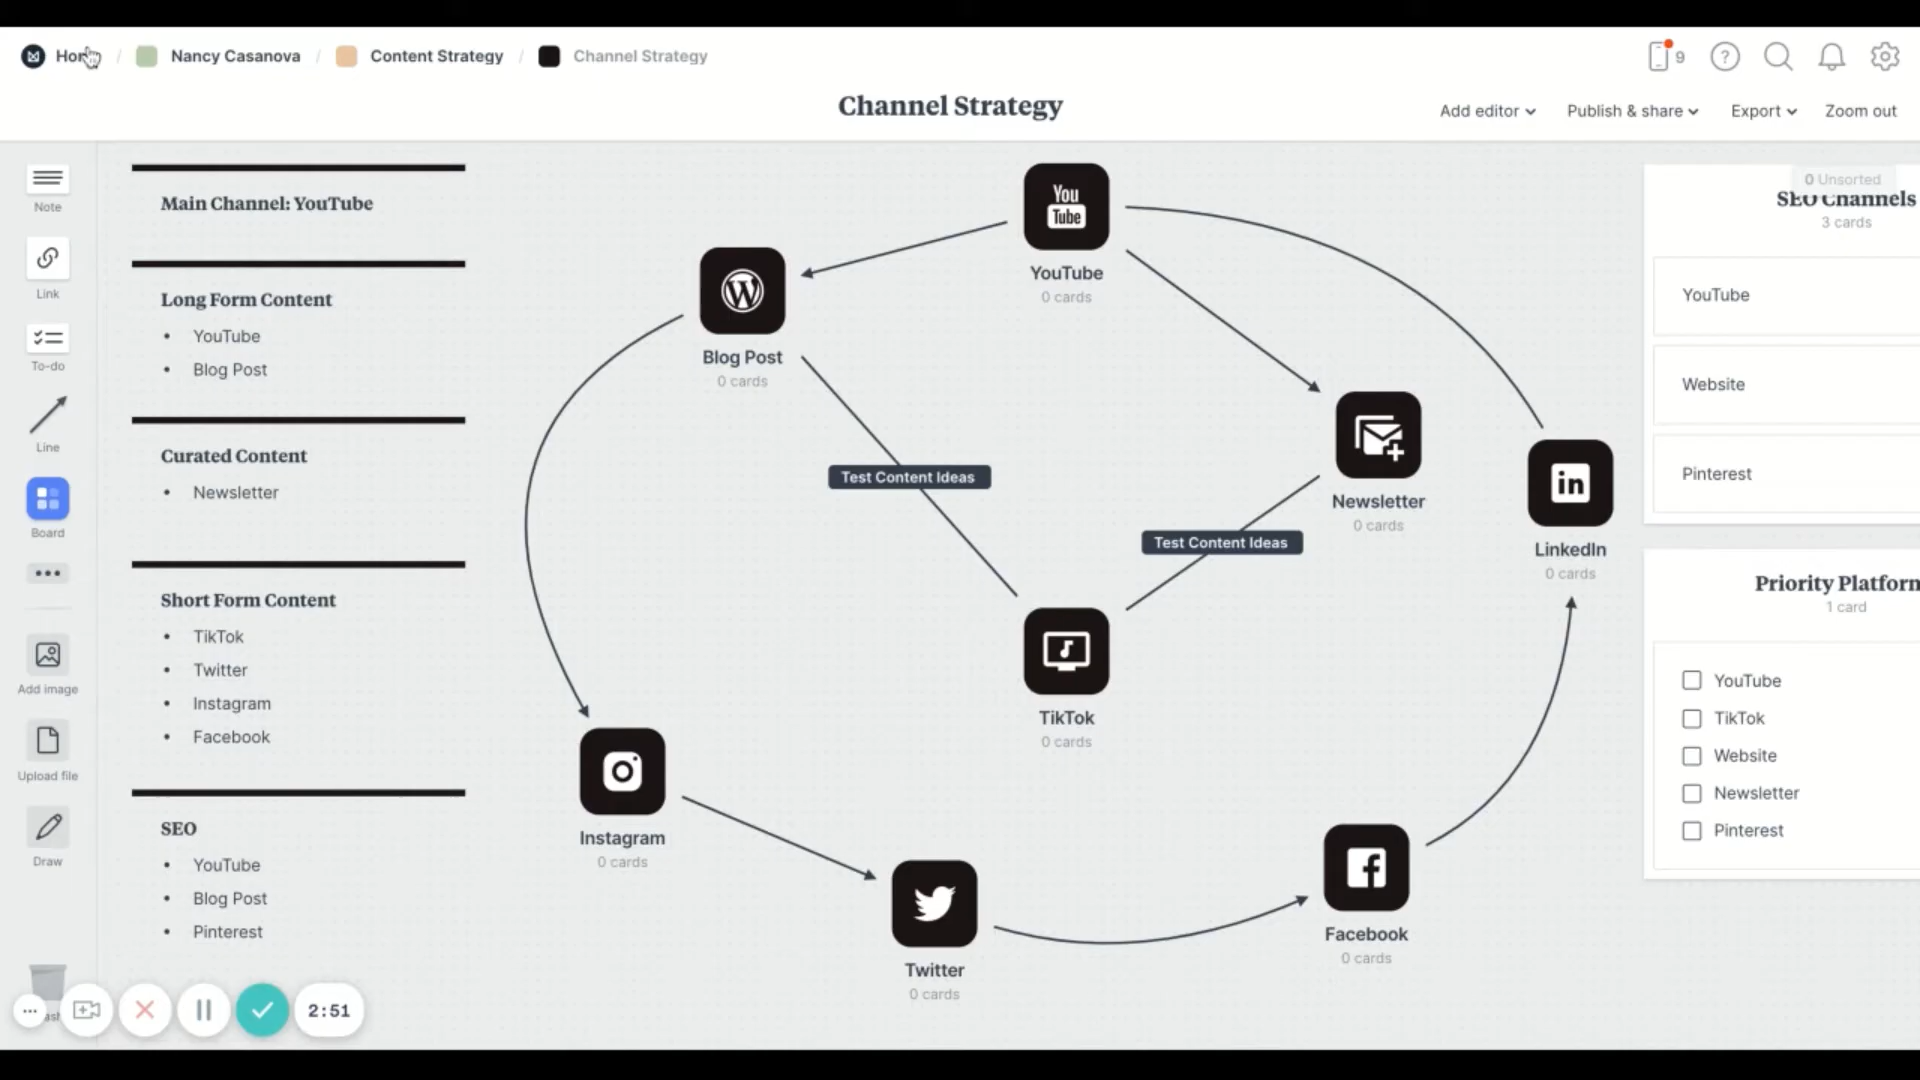 Home / Nancy Casanova / Content Strategy / Channel Strategy
9
Channel Strategy
Add editor
Publish & share
Export
Zoom out
Note
Link
To-do
Line
Board
Add image
Upload file
Draw
Main Channel: YouTube
Long Form Content
• YouTube
• Blog Post
Curated Content
• Newsletter
Short Form Content
• TikTok
• Twitter
• Instagram
• Facebook
SEO
• YouTube
• Blog Post
• Pinterest
You
Tube
YouTube
0 cards
Blog Post
0 cards
Test Content Ideas
Newsletter
0 cards
in
LinkedIn
0 cards
Test Content Ideas
TikTok
0 cards
Instagram
0 cards
Twitter
0 cards
Facebook
0 cards
0 Unsorted
SEO Channels
3 cards
YouTube
Website
Pinterest
Priority Platform
1 card
YouTube
TikTok
Website
Newsletter
Pinterest
2:51